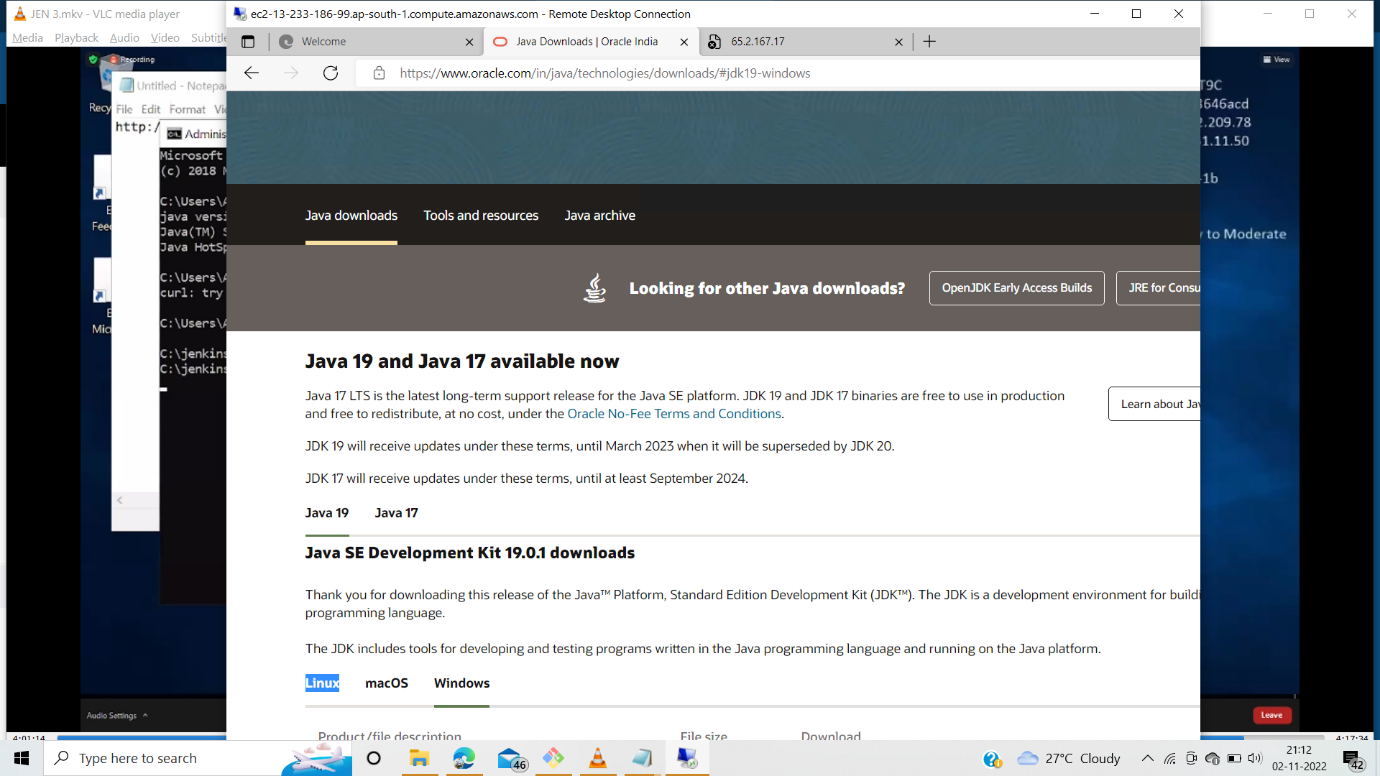 JEN 3.mkv - VLC media player
Media Playback Audio Video Subtitle
ec2-13-233-186-99.ap-south-1.compute.amazonaws.com - Remote Desktop Connection
Welcome
Java Downloads | Oracle India
65.2.167.17
https://www.oracle.com/in/java/technologies/downloads/#jdk19-windows
Recording
View
Untitled - Notepa
File Edit Format Vi
http:/
Adminis
Microsoft
(c) 2018 M
C:\Users\A
java versi
Java(TM) S
Java HotSp
C:\Users\A
curl: try
C:\Users\A
C:\jenkins
C:\jenkins
Recy
Fee
Mic
T9C
3646acd
2.209.78
1.11.50
-1b
to Moderate
Java downloads Tools and resources Java archive
Looking for other Java downloads?
OpenJDK Early Access Builds
JRE for Consu
Java 19 and Java 17 available now
Java 17 LTS is the latest long-term support release for the Java SE platform. JDK 19 and JDK 17 binaries are free to use in production
and free to redistribute, at no cost, under the Oracle No-Fee Terms and Conditions.
Learn about Jav
JDK 19 will receive updates under these terms, until March 2023 when it will be superseded by JDK 20.
JDK 17 will receive updates under these terms, until at least September 2024.
Java 19 Java 17
Java SE Development Kit 19.0.1 downloads
Thank you for downloading this release of the Java™ Platform, Standard Edition Development Kit (JDK™). The JDK is a development environment for buildi
programming language.
The JDK includes tools for developing and testing programs written in the Java programming language and running on the Java platform.
Linux macOS Windows
Product/file description File size Download
Audio Settings
Leave
4:01:14
4:17:34
Type here to search
46
27°C Cloudy
21:12
02-11-2022
42